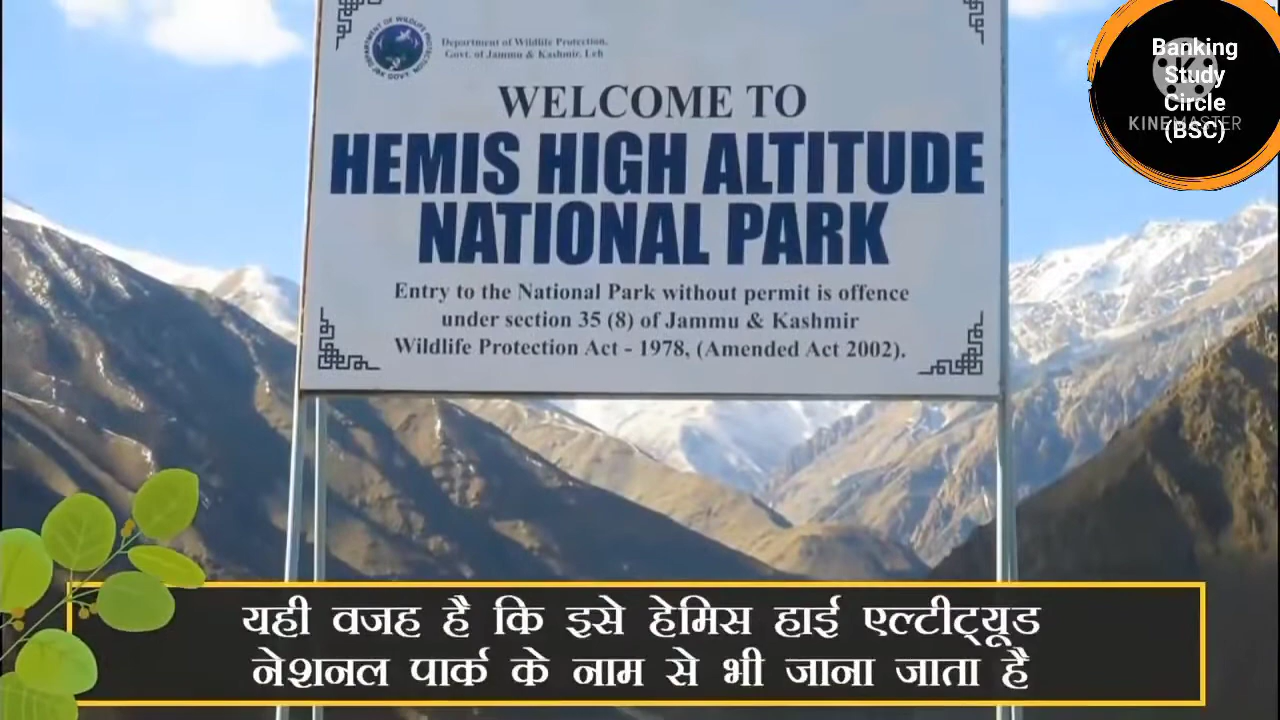 Department of Wildlife Protection,
Govt. of Jammu & Kashmir, Leh
WELCOME TO
HEMIS HIGH ALTITUDE
NATIONAL PARK
Entry to the National Park without permit is offence
under section 35 (8) of Jammu & Kashmir
Wildlife Protection Act - 1978, (Amended Act 2002).
Banking
Study
Circle
(BSC)
KINEMASTER
यही वजह है कि इसे हेमिस हाई एल्टीट्यूड
नेशनल पार्क के नाम से भी जाना जाता है